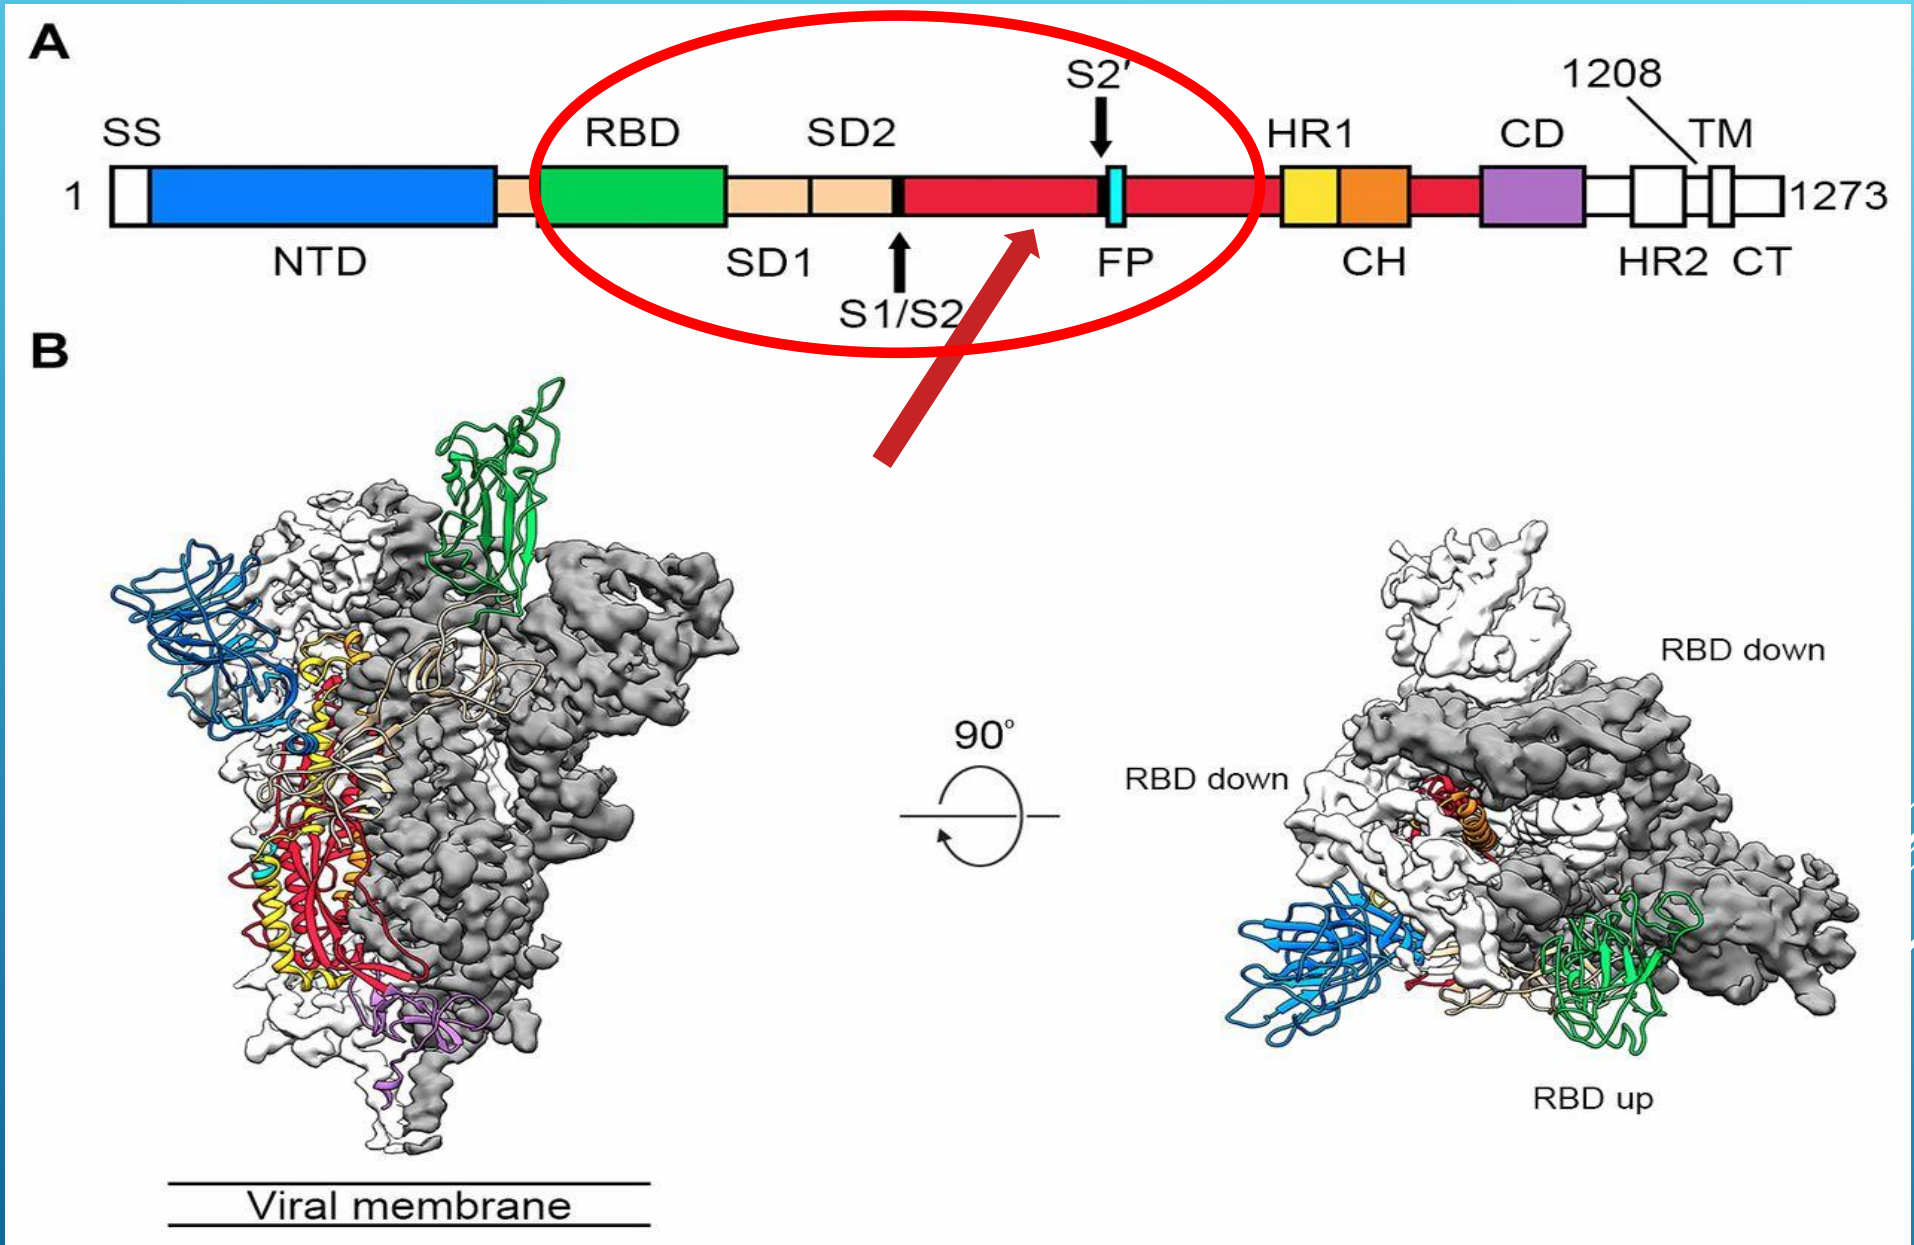 A
S2′
1208
SS
RBD
SD2
HR1
CD
TM
1
1273
NTD
SD1
FP
CH
HR2
CT
S1/S2
B
RBD down
90°
RBD down
RBD up
Viral membrane